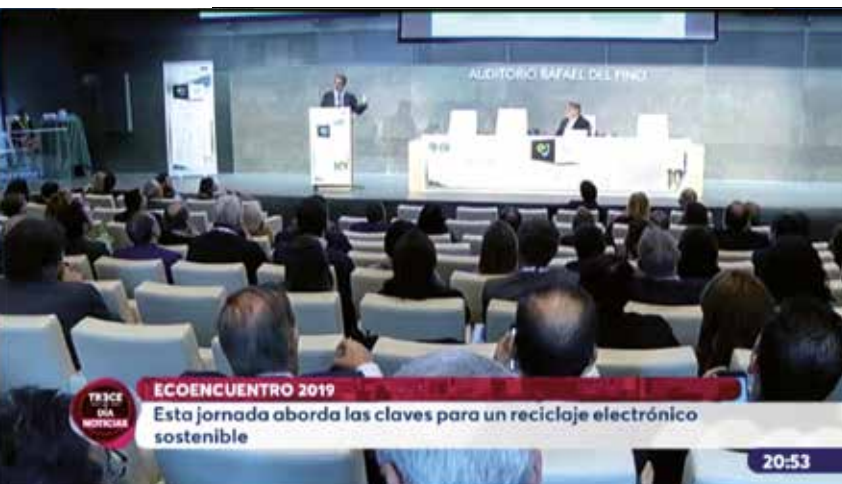 AUDITORIO RAFAEL DEL PINO
TR3CE
AL
DÍA
NOTICIAS
ECOENCUENTRO 2019
Esta jornada aborda las claves para un reciclaje electrónico
sostenible
20:53